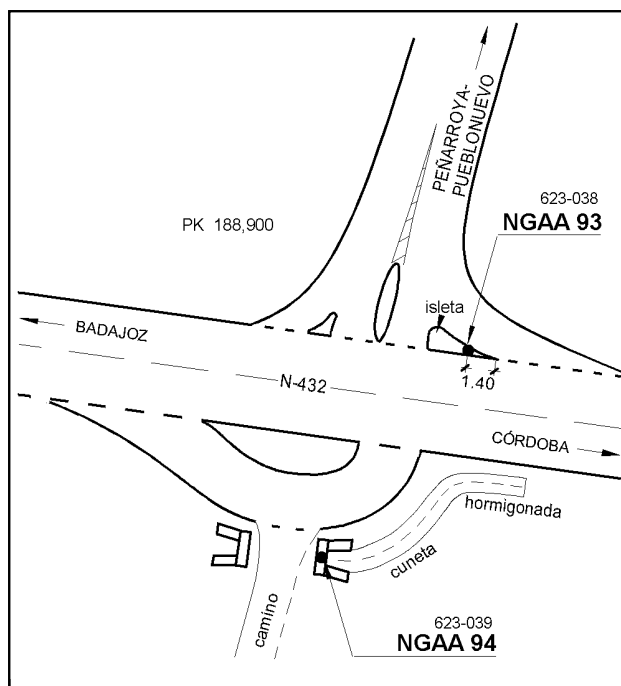 PEÑARROYA-
PUEBLONUEVO
623-038
NGAA 93
PK 188,900
isleta
BADAJOZ
1.40
N-432
CÓRDOBA
hormigonada
cuneta
camino
623-039
NGAA 94